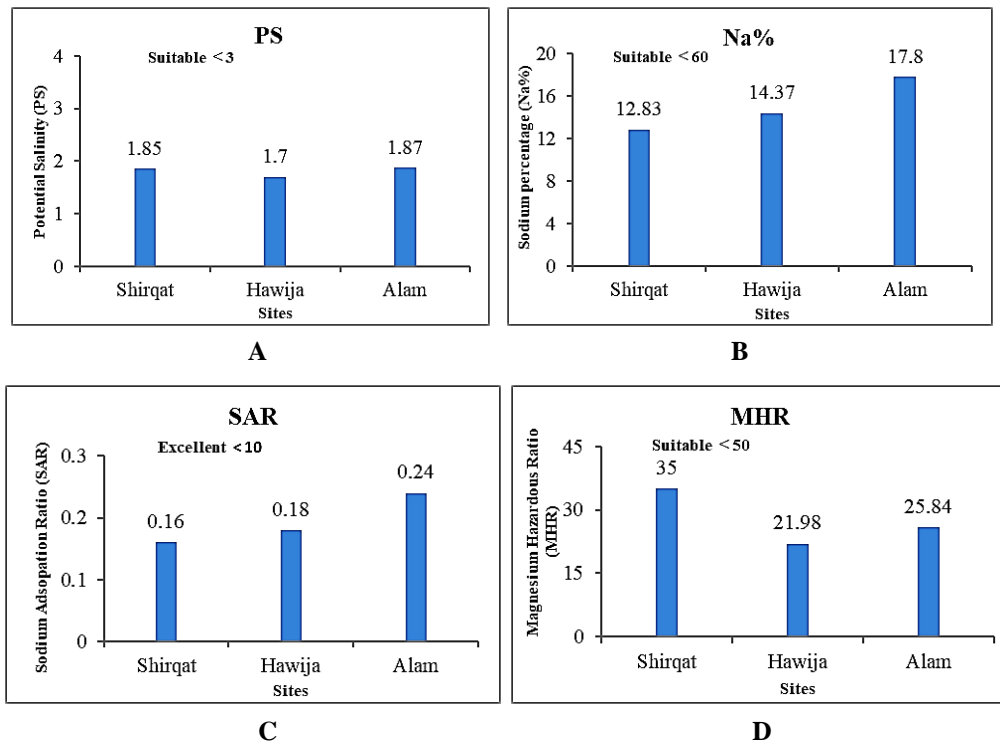 PS
Suitable <3
Potential Salinity (PS)
4
3
2
1
0
1.85
1.7
1.87
Shirqat Hawija Alam
Sites
A
Na%
Suitable <60
Sodium percentage (Na%)
20
16
12
8
4
0
12.83
14.37
17.8
Shirqat Hawija Alam
Sites
B
SAR
Excellent <10
Sodium Adsopation Ratio (SAR)
0.3
0.2
0.1
0
0.16
0.18
0.24
Shirqat Hawija Alam
Sites
C
MHR
Suitable <50
Magnesium Hazardous Ratio
(MHR)
45
30
15
0
35
21.98
25.84
Shirqat Hawija Alam
Sites
D